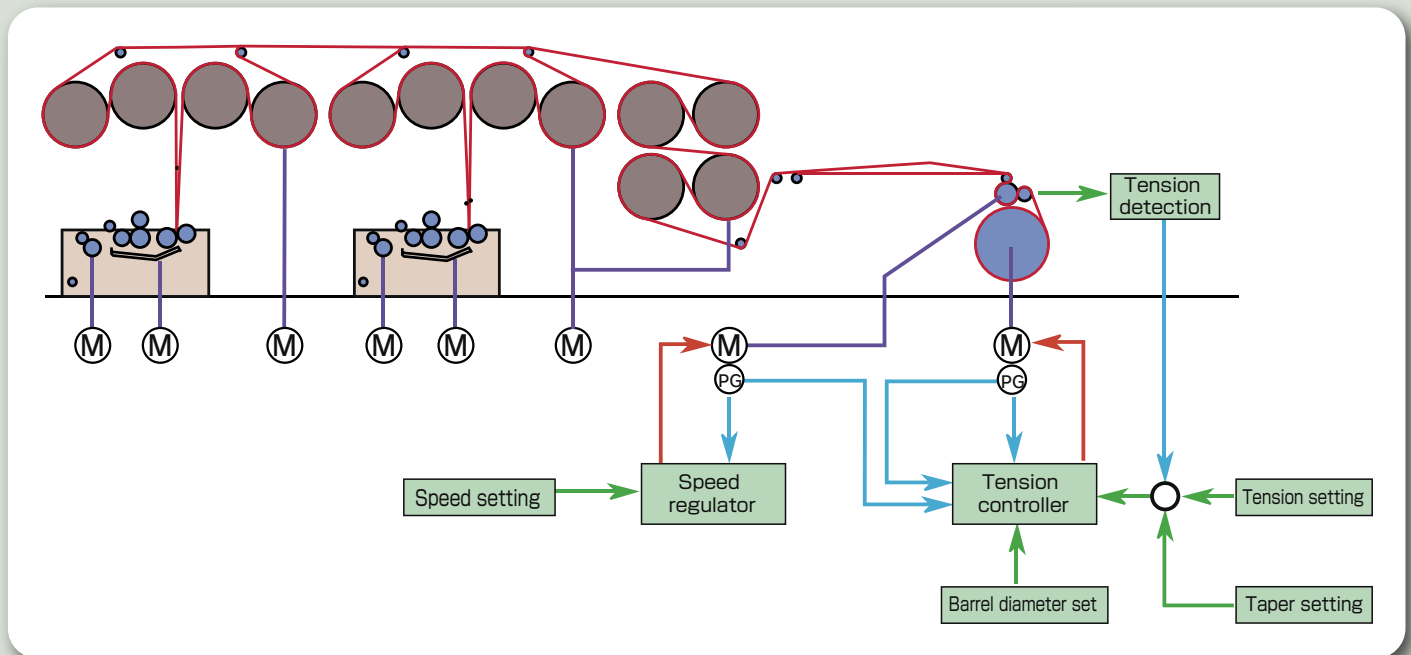 Tension
detection
M
M
M
M
M
M
M
M
PG
PG
Speed setting
Speed
regulator
Tension
controller
Tension setting
Barrel diameter set
Taper setting